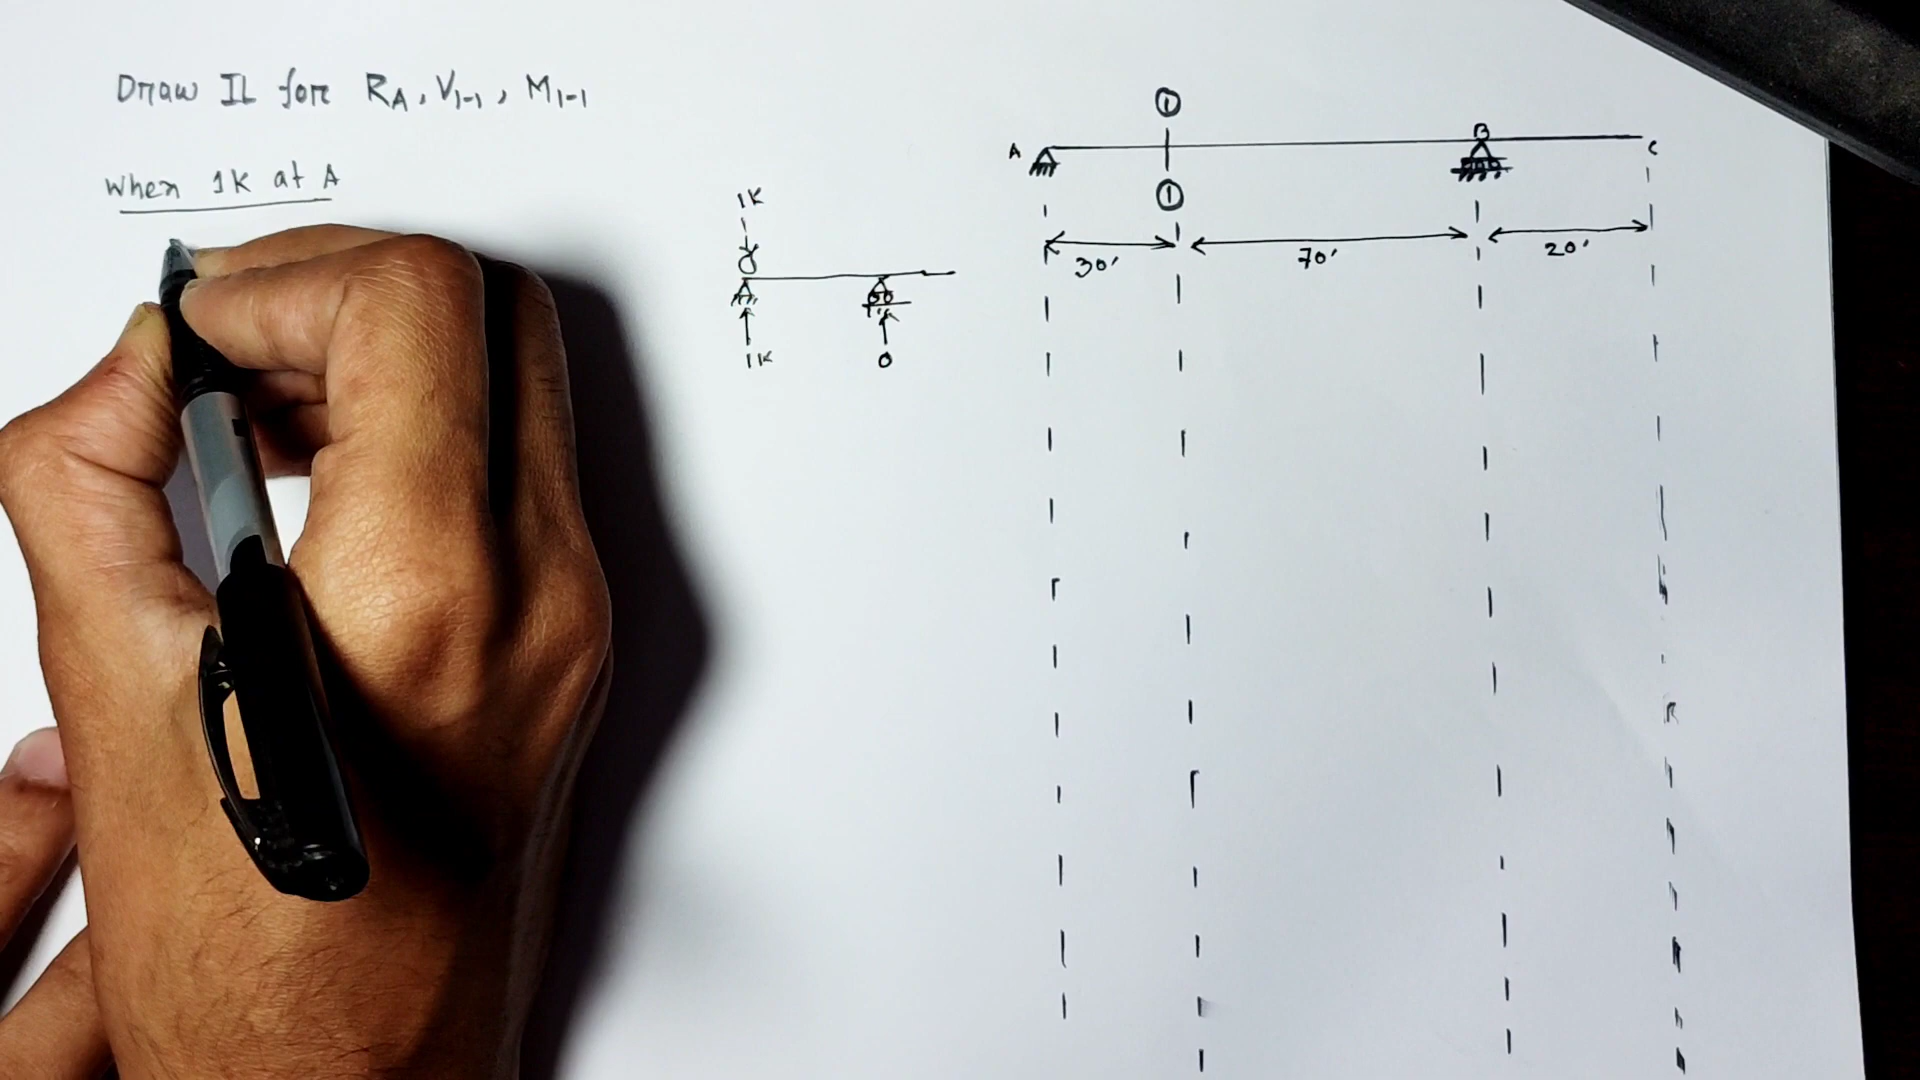 Draw IL for RA, V1-1, M1-1
When 1K at A
1K
1K
0
1
A
B
C
1
30'
70'
20'